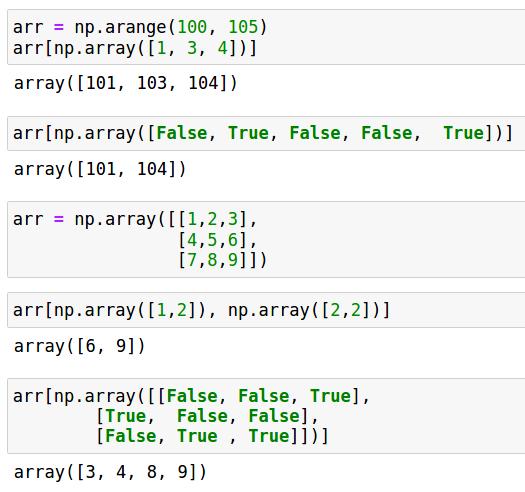 arr = np.arange(100, 105)
arr[np.array([1, 3, 4])]
array([101, 103, 104])
arr[np.array([False, True, False, False,  True])]
array([101, 104])
arr = np.array([[1,2,3],
                [4,5,6],
                [7,8,9]])
arr[np.array([1,2]), np.array([2,2])]
array([6, 9])
arr[np.array([[False, False, True],
        [True,  False, False],
        [False, True , True]])]
array([3, 4, 8, 9])